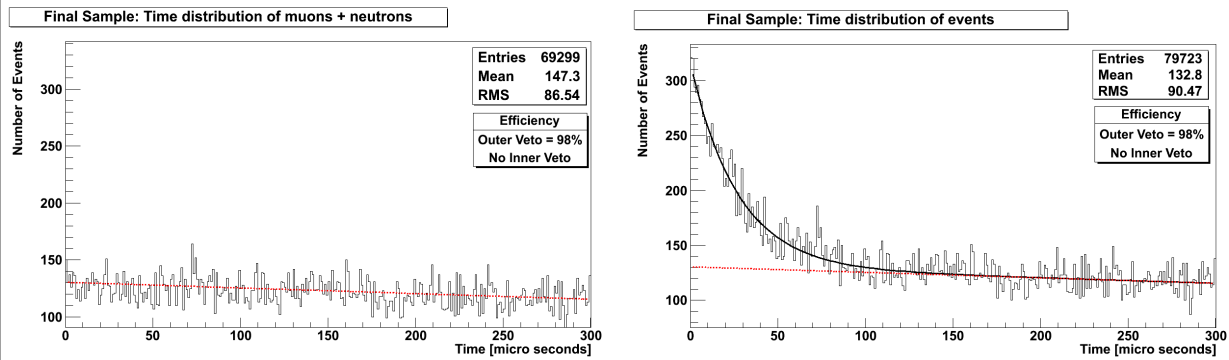 Final Sample: Time distribution of muons + neutrons
Number of Events
300
250
200
150
100
Entries 69299
Mean 147.3
RMS 86.54
Efficiency
Outer Veto = 98%
No Inner Veto
0 50 100 150 200 250 300
Time [micro seconds]
Final Sample: Time distribution of events
Number of Events
300
250
200
150
100
Entries 79723
Mean 132.8
RMS 90.47
Efficiency
Outer Veto = 98%
No Inner Veto
0 50 100 150 200 250 300
Time [micro seconds]